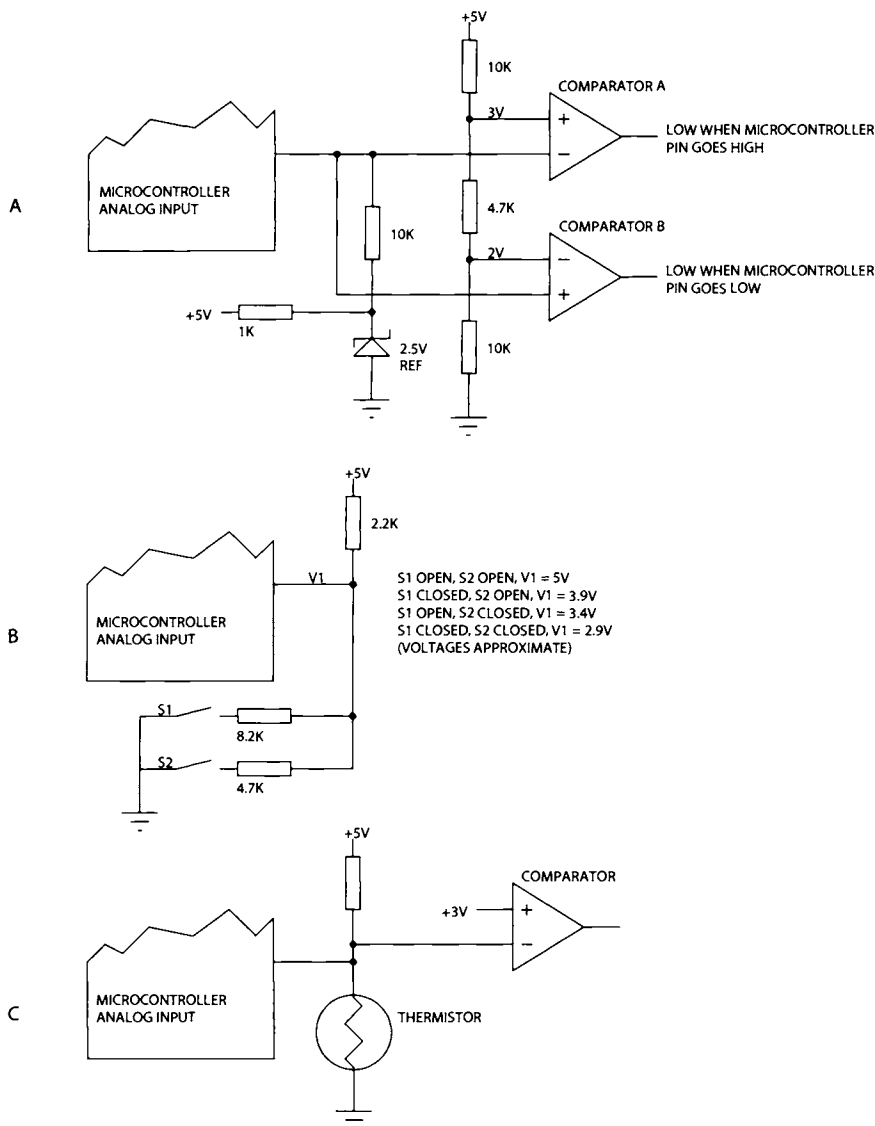 +5V
10K
COMPARATOR A
3V
+
−
LOW WHEN MICROCONTROLLER
PIN GOES HIGH
MICROCONTROLLER
ANALOG INPUT
A
10K
4.7K
COMPARATOR B
2V
−
+
LOW WHEN MICROCONTROLLER
PIN GOES LOW
+5V
1K
2.5V
REF
10K
+5V
2.2K
V1
S1 OPEN, S2 OPEN, V1 = 5V
S1 CLOSED, S2 OPEN, V1 = 3.9V
S1 OPEN, S2 CLOSED, V1 = 3.4V
S1 CLOSED, S2 CLOSED, V1 = 2.9V
(VOLTAGES APPROXIMATE)
MICROCONTROLLER
ANALOG INPUT
B
S1
8.2K
S2
4.7K
+5V
COMPARATOR
+3V
+
−
MICROCONTROLLER
ANALOG INPUT
C
THERMISTOR